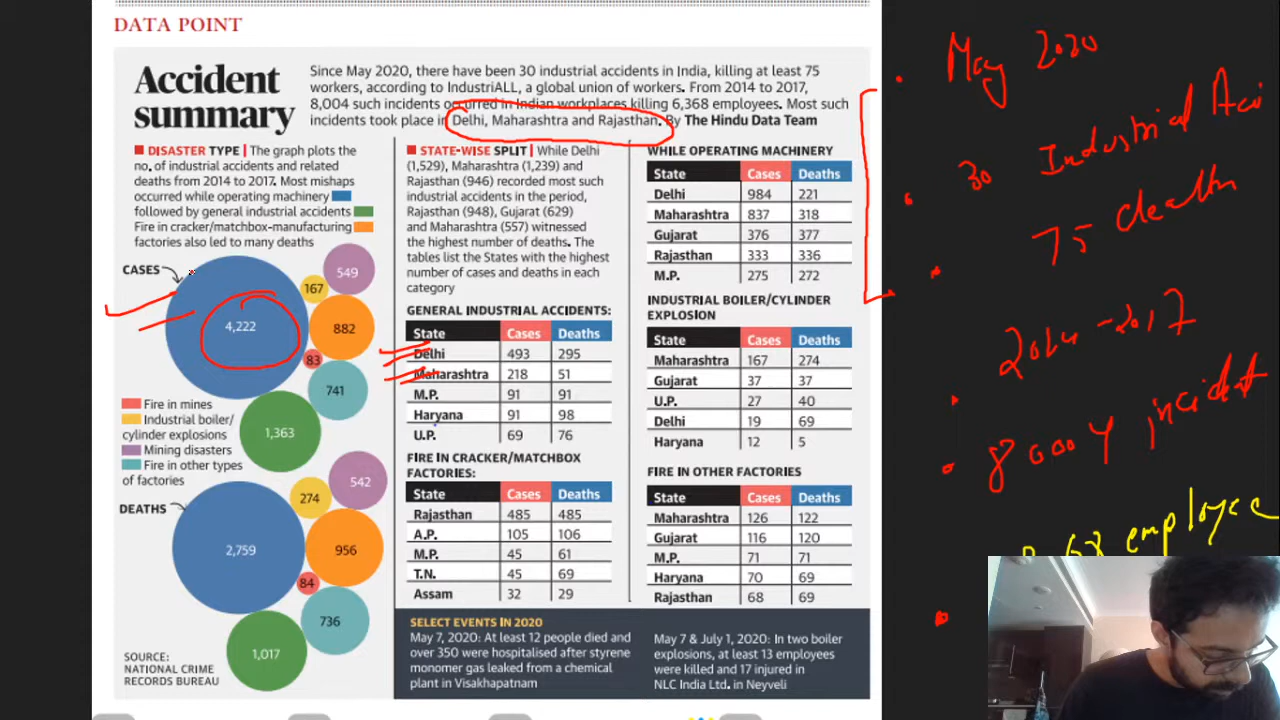 DATA POINT
Accident
summary
Since May 2020, there have been 30 industrial accidents in India, killing at least 75
workers, according to IndustriALL, a global union of workers. From 2014 to 2017,
8,004 such incidents occurred in Indian workplaces killing 6,368 employees. Most such
incidents took place in Delhi, Maharashtra and Rajasthan. By The Hindu Data Team
DISASTER TYPE | The graph plots the
no. of industrial accidents and related
deaths from 2014 to 2017. Most mishaps
occurred while operating machinery
followed by general industrial accidents
Fire in cracker/matchbox-manufacturing
factories also led to many deaths
CASES
549
167
4,222
882
83
741
1,363
Fire in mines
Industrial boiler/
cylinder explosions
Mining disasters
Fire in other types
of factories
DEATHS
542
274
2,759
956
84
736
1,017
SOURCE:
NATIONAL CRIME
RECORDS BUREAU
STATE-WISE SPLIT | While Delhi
(1,529), Maharashtra (1,239) and
Rajasthan (946) recorded most such
industrial accidents in the period,
Rajasthan (948), Gujarat (629)
and Maharashtra (557) witnessed
the highest number of deaths. The
tables list the States with the highest
number of cases and deaths in each
category
GENERAL INDUSTRIAL ACCIDENTS:
State Cases Deaths
Delhi 493 295
Maharashtra 218 51
M.P. 91 91
Haryana 91 98
U.P. 69 76
FIRE IN CRACKER/MATCHBOX
FACTORIES:
State Cases Deaths
Rajasthan 485 485
A.P. 105 106
M.P. 45 61
T.N. 45 69
Assam 32 29
WHILE OPERATING MACHINERY
State Cases Deaths
Delhi 984 221
Maharashtra 837 318
Gujarat 376 377
Rajasthan 333 336
M.P. 275 272
INDUSTRIAL BOILER/CYLINDER
EXPLOSION
State Cases Deaths
Maharashtra 167 274
Gujarat 37 37
U.P. 27 40
Delhi 19 69
Haryana 12 5
FIRE IN OTHER FACTORIES
State Cases Deaths
Maharashtra 126 122
Gujarat 116 120
M.P. 71 71
Haryana 70 69
Rajasthan 68 69
SELECT EVENTS IN 2020
May 7, 2020: At least 12 people died and
over 350 were hospitalised after styrene
monomer gas leaked from a chemical
plant in Visakhapatnam
May 7 & July 1, 2020: In two boiler
explosions, at least 13 employees
were killed and 17 injured in
NLC India Ltd. in Neyveli
May 2020
30 Industrial Acci
75 deaths
2014-2017
incident
68 employee